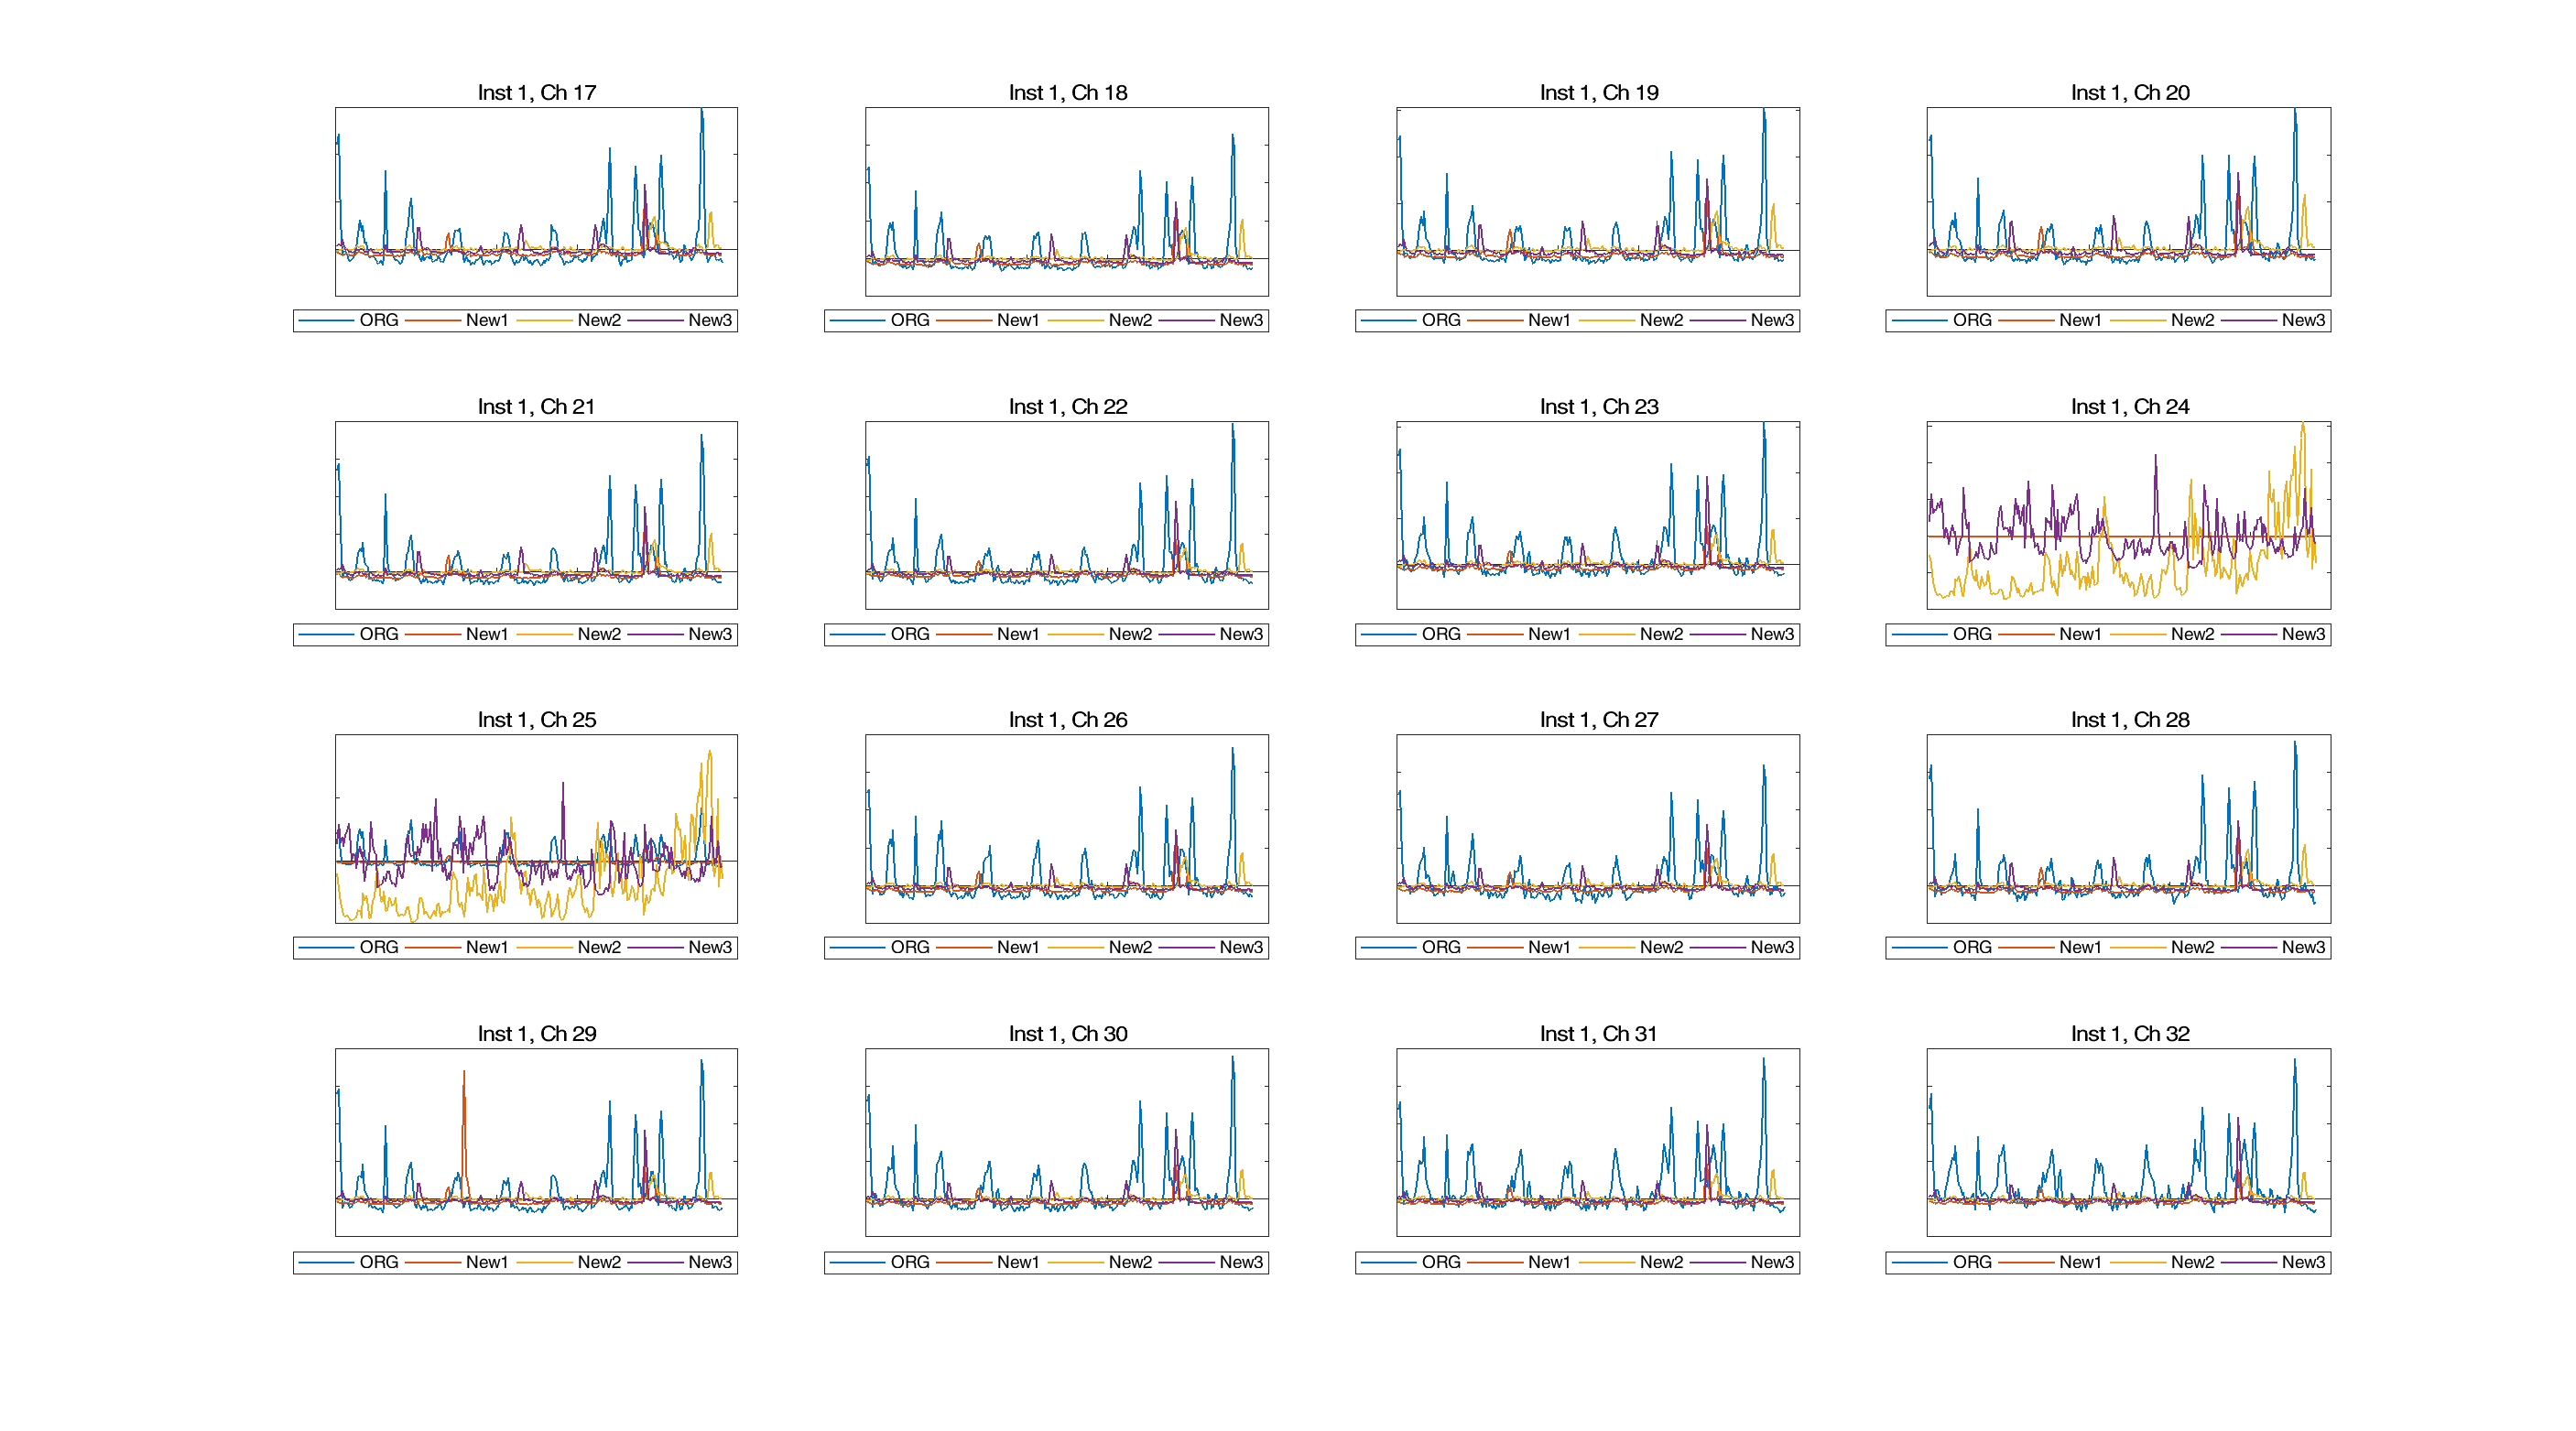 Inst 1, Ch 17
Inst 1, Ch 18
Inst 1, Ch 19
Inst 1, Ch 20
ORG New1 New2 New3
ORG New1 New2 New3
ORG New1 New2 New3
ORG New1 New2 New3
Inst 1, Ch 21
Inst 1, Ch 22
Inst 1, Ch 23
Inst 1, Ch 24
ORG New1 New2 New3
ORG New1 New2 New3
ORG New1 New2 New3
ORG New1 New2 New3
Inst 1, Ch 25
Inst 1, Ch 26
Inst 1, Ch 27
Inst 1, Ch 28
ORG New1 New2 New3
ORG New1 New2 New3
ORG New1 New2 New3
ORG New1 New2 New3
Inst 1, Ch 29
Inst 1, Ch 30
Inst 1, Ch 31
Inst 1, Ch 32
ORG New1 New2 New3
ORG New1 New2 New3
ORG New1 New2 New3
ORG New1 New2 New3